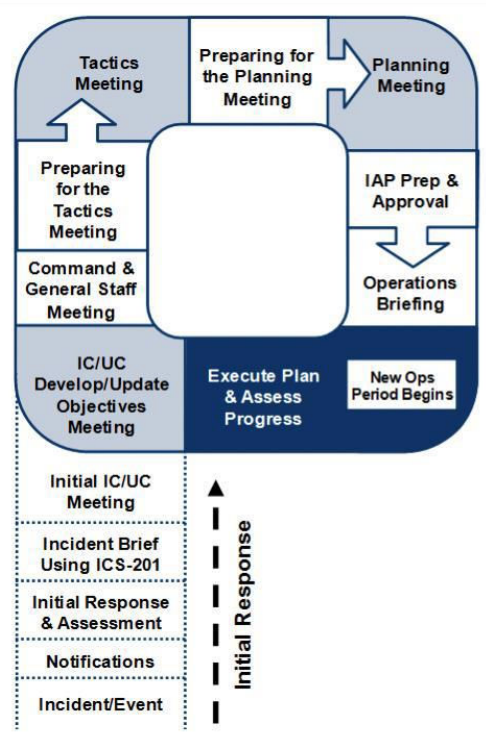 Tactics
Meeting
Preparing for
the Planning
Meeting
Planning
Meeting
Preparing
for the
Tactics
Meeting
IAP Prep &
Approval
Command &
General Staff
Meeting
Operations
Briefing
IC/UC
Develop/Update
Objectives
Meeting
Execute Plan
& Assess
Progress
New Ops
Period Begins
Initial IC/UC
Meeting
Incident Brief
Using ICS-201
Initial Response
& Assessment
Notifications
Incident/Event
Initial Response